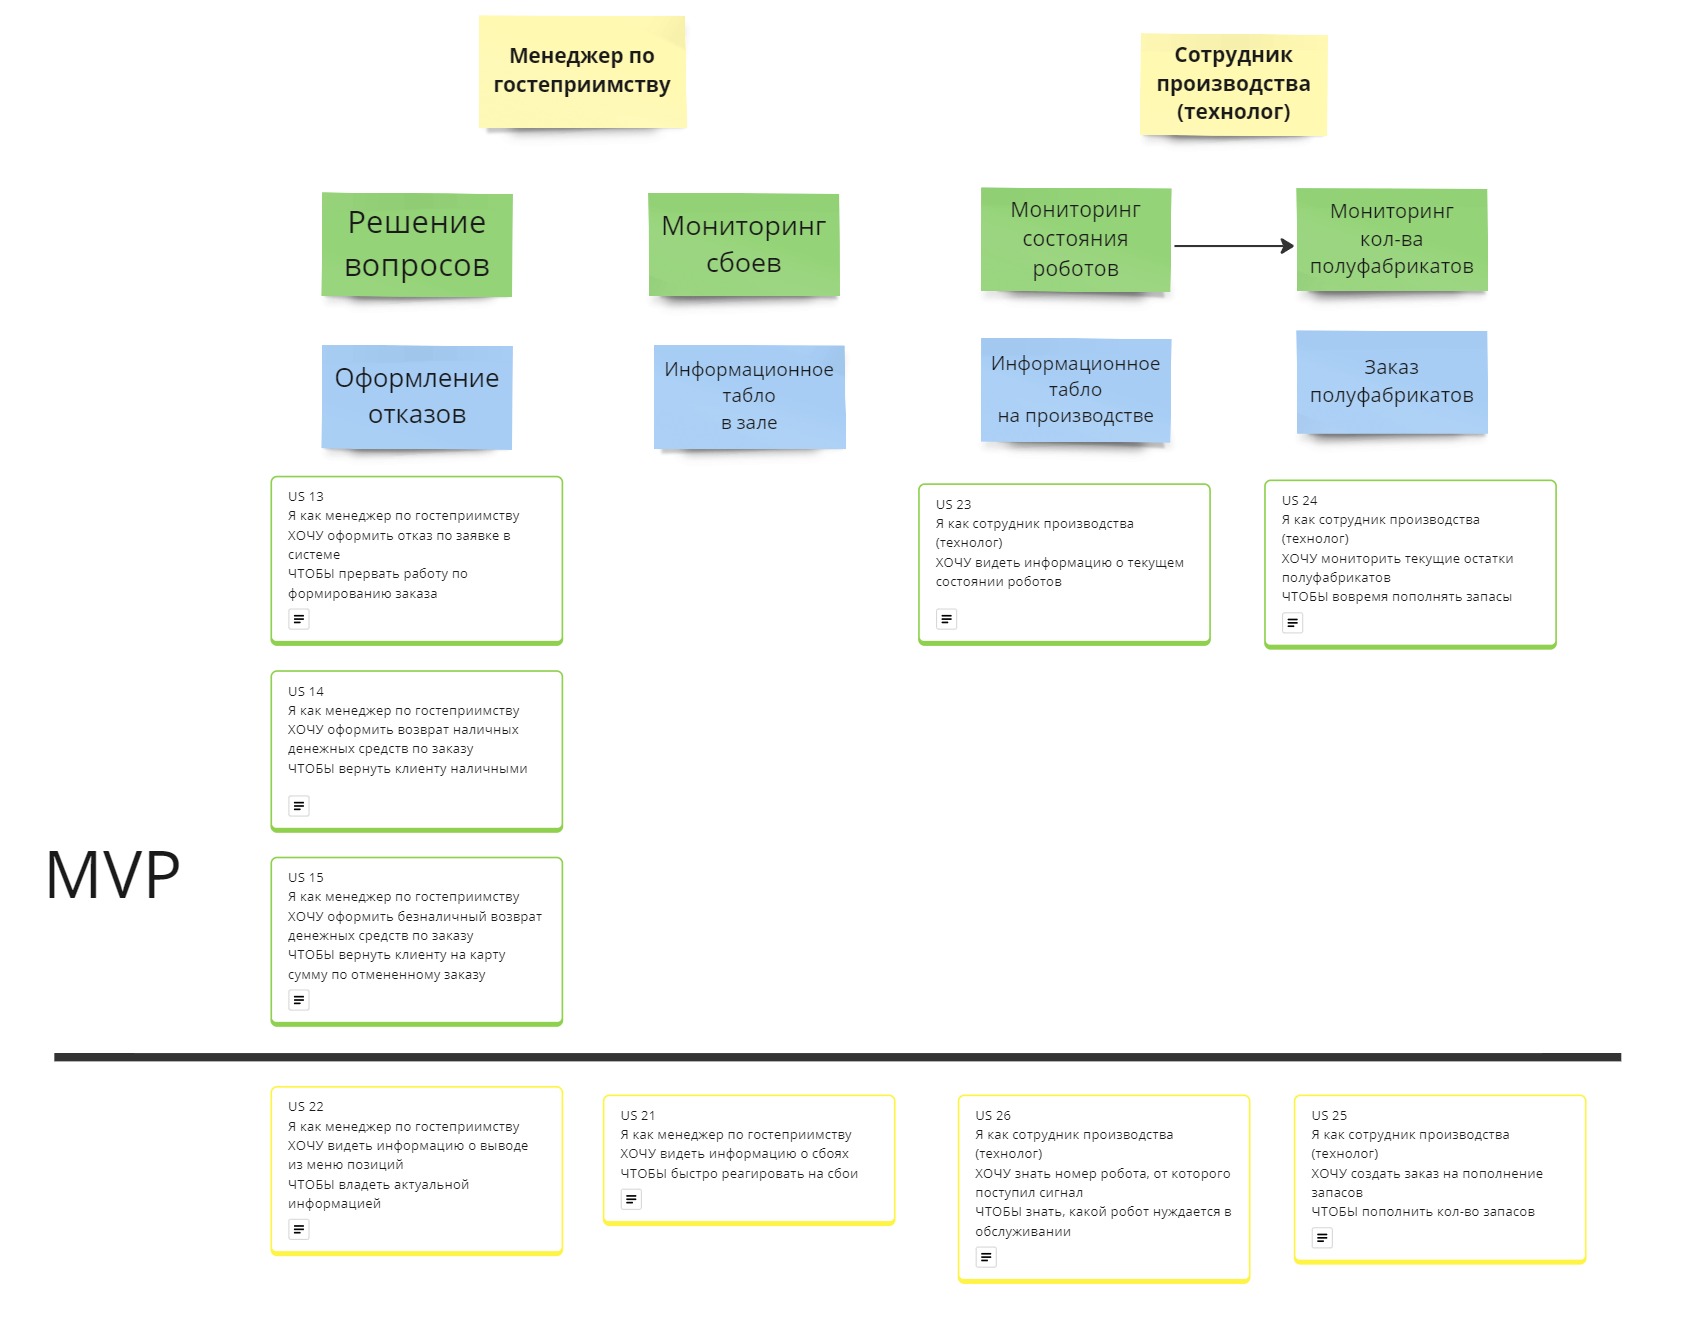 Менеджер по
гостеприимству
Сотрудник
производства
(технолог)
Решение
вопросов
Мониторинг
сбоев
Мониторинг
состояния
роботов
Мониторинг
кол-ва
полуфабрикатов
Оформление
отказов
Информационное
табло
в зале
Информационное
табло
на производстве
Заказ
полуфабрикатов
US 13
Я как менеджер по гостеприимству
ХОЧУ оформить отказ по заявке в
системе
ЧТОБЫ прервать работу по
формированию заказа
US 23
Я как сотрудник производства
(технолог)
ХОЧУ видеть информацию о текущем
состоянии роботов
US 24
Я как сотрудник производства
(технолог)
ХОЧУ мониторить текущие остатки
полуфабрикатов
ЧТОБЫ вовремя пополнять запасы
US 14
Я как менеджер по гостеприимству
ХОЧУ оформить возврат наличных
денежных средств по заказу
ЧТОБЫ вернуть клиенту наличными
MVP
US 15
Я как менеджер по гостеприимству
ХОЧУ оформить безналичный возврат
денежных средств по заказу
ЧТОБЫ вернуть клиенту на карту
сумму по отмененному заказу
US 22
Я как менеджер по гостеприимству
ХОЧУ видеть информацию о выводе
из меню позиций
ЧТОБЫ владеть актуальной
информацией
US 21
Я как менеджер по гостеприимству
ХОЧУ видеть информацию о сбоях
ЧТОБЫ быстро реагировать на сбои
US 26
Я как сотрудник производства
(технолог)
ХОЧУ знать номер робота, от которого
поступил сигнал
ЧТОБЫ знать, какой робот нуждается в
обслуживании
US 25
Я как сотрудник производства
(технолог)
ХОЧУ создать заказ на пополнение
запасов
ЧТОБЫ пополнить кол-во запасов